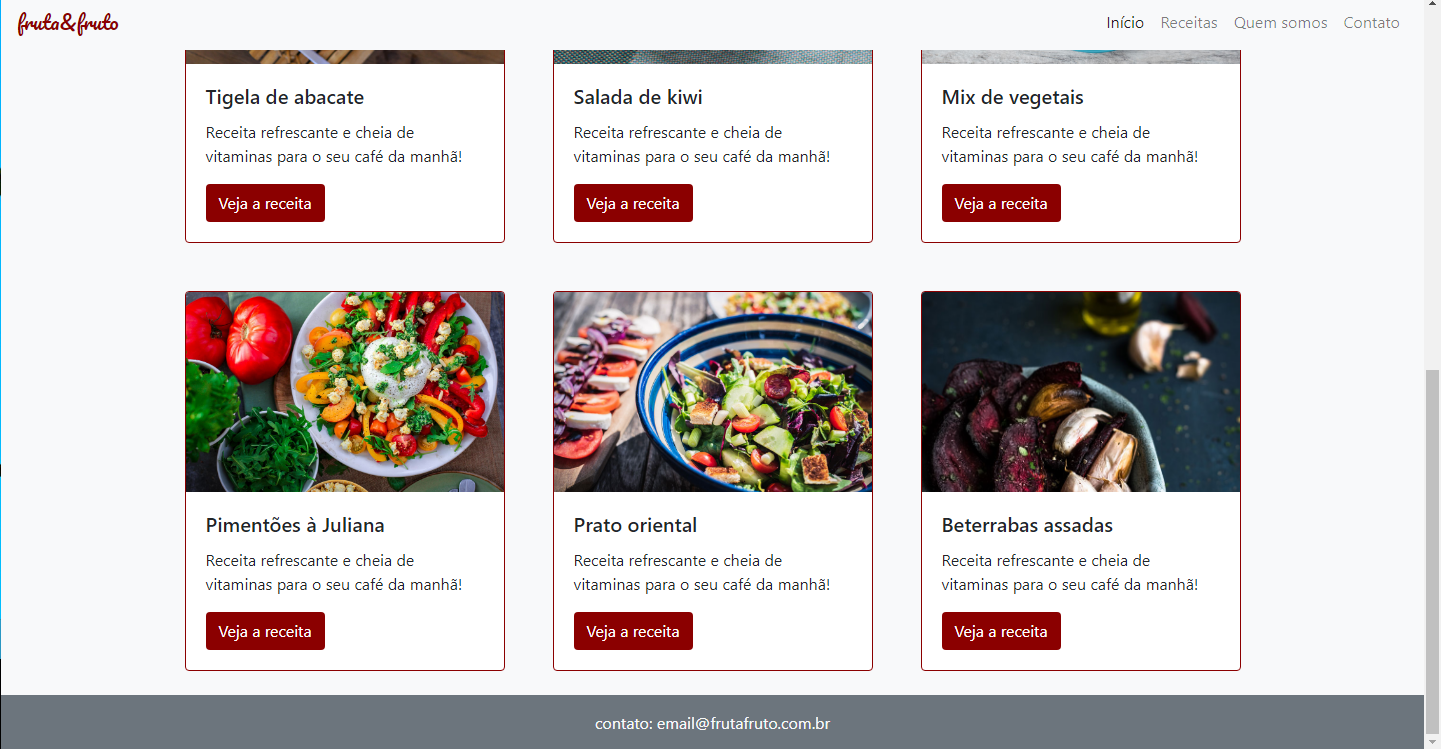 fruta&fruto
Início Receitas Quem somos Contato
Tigela de abacate
Receita refrescante e cheia de
vitaminas para o seu café da manhã!
Veja a receita
Salada de kiwi
Receita refrescante e cheia de
vitaminas para o seu café da manhã!
Veja a receita
Mix de vegetais
Receita refrescante e cheia de
vitaminas para o seu café da manhã!
Veja a receita
Pimentões à Juliana
Receita refrescante e cheia de
vitaminas para o seu café da manhã!
Veja a receita
Prato oriental
Receita refrescante e cheia de
vitaminas para o seu café da manhã!
Veja a receita
Beterrabas assadas
Receita refrescante e cheia de
vitaminas para o seu café da manhã!
Veja a receita
contato: email@frutafruto.com.br